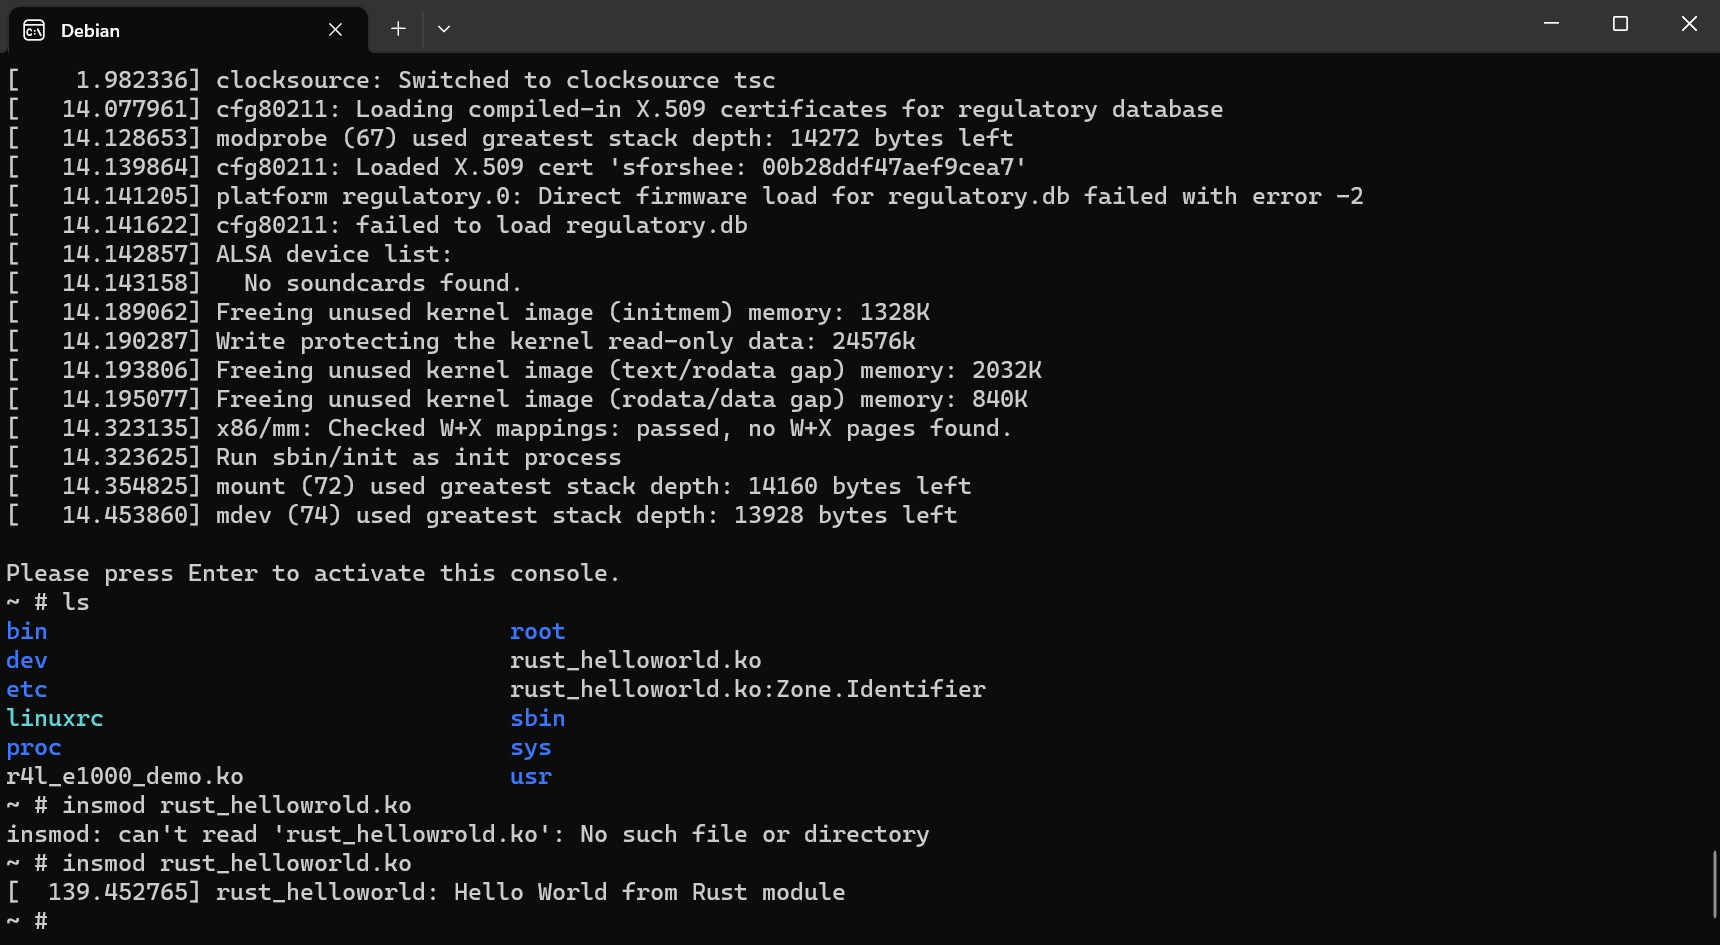 Debian
[    1.982336] clocksource: Switched to clocksource tsc
[   14.077961] cfg80211: Loading compiled-in X.509 certificates for regulatory database
[   14.128653] modprobe (67) used greatest stack depth: 14272 bytes left
[   14.139864] cfg80211: Loaded X.509 cert 'sforshee: 00b28ddf47aef9cea7'
[   14.141205] platform regulatory.0: Direct firmware load for regulatory.db failed with error -2
[   14.141622] cfg80211: failed to load regulatory.db
[   14.142857] ALSA device list:
[   14.143158]   No soundcards found.
[   14.189062] Freeing unused kernel image (initmem) memory: 1328K
[   14.190287] Write protecting the kernel read-only data: 24576k
[   14.193806] Freeing unused kernel image (text/rodata gap) memory: 2032K
[   14.195077] Freeing unused kernel image (rodata/data gap) memory: 840K
[   14.323135] x86/mm: Checked W+X mappings: passed, no W+X pages found.
[   14.323625] Run sbin/init as init process
[   14.354825] mount (72) used greatest stack depth: 14160 bytes left
[   14.453860] mdev (74) used greatest stack depth: 13928 bytes left

Please press Enter to activate this console.
~ # ls
bin                                 root
dev                                 rust_helloworld.ko
etc                                 rust_helloworld.ko:Zone.Identifier
linuxrc                             sbin
proc                                sys
r4l_e1000_demo.ko                   usr
~ # insmod rust_hellowrold.ko
insmod: can't read 'rust_hellowrold.ko': No such file or directory
~ # insmod rust_helloworld.ko
[  139.452765] rust_helloworld: Hello World from Rust module
~ #